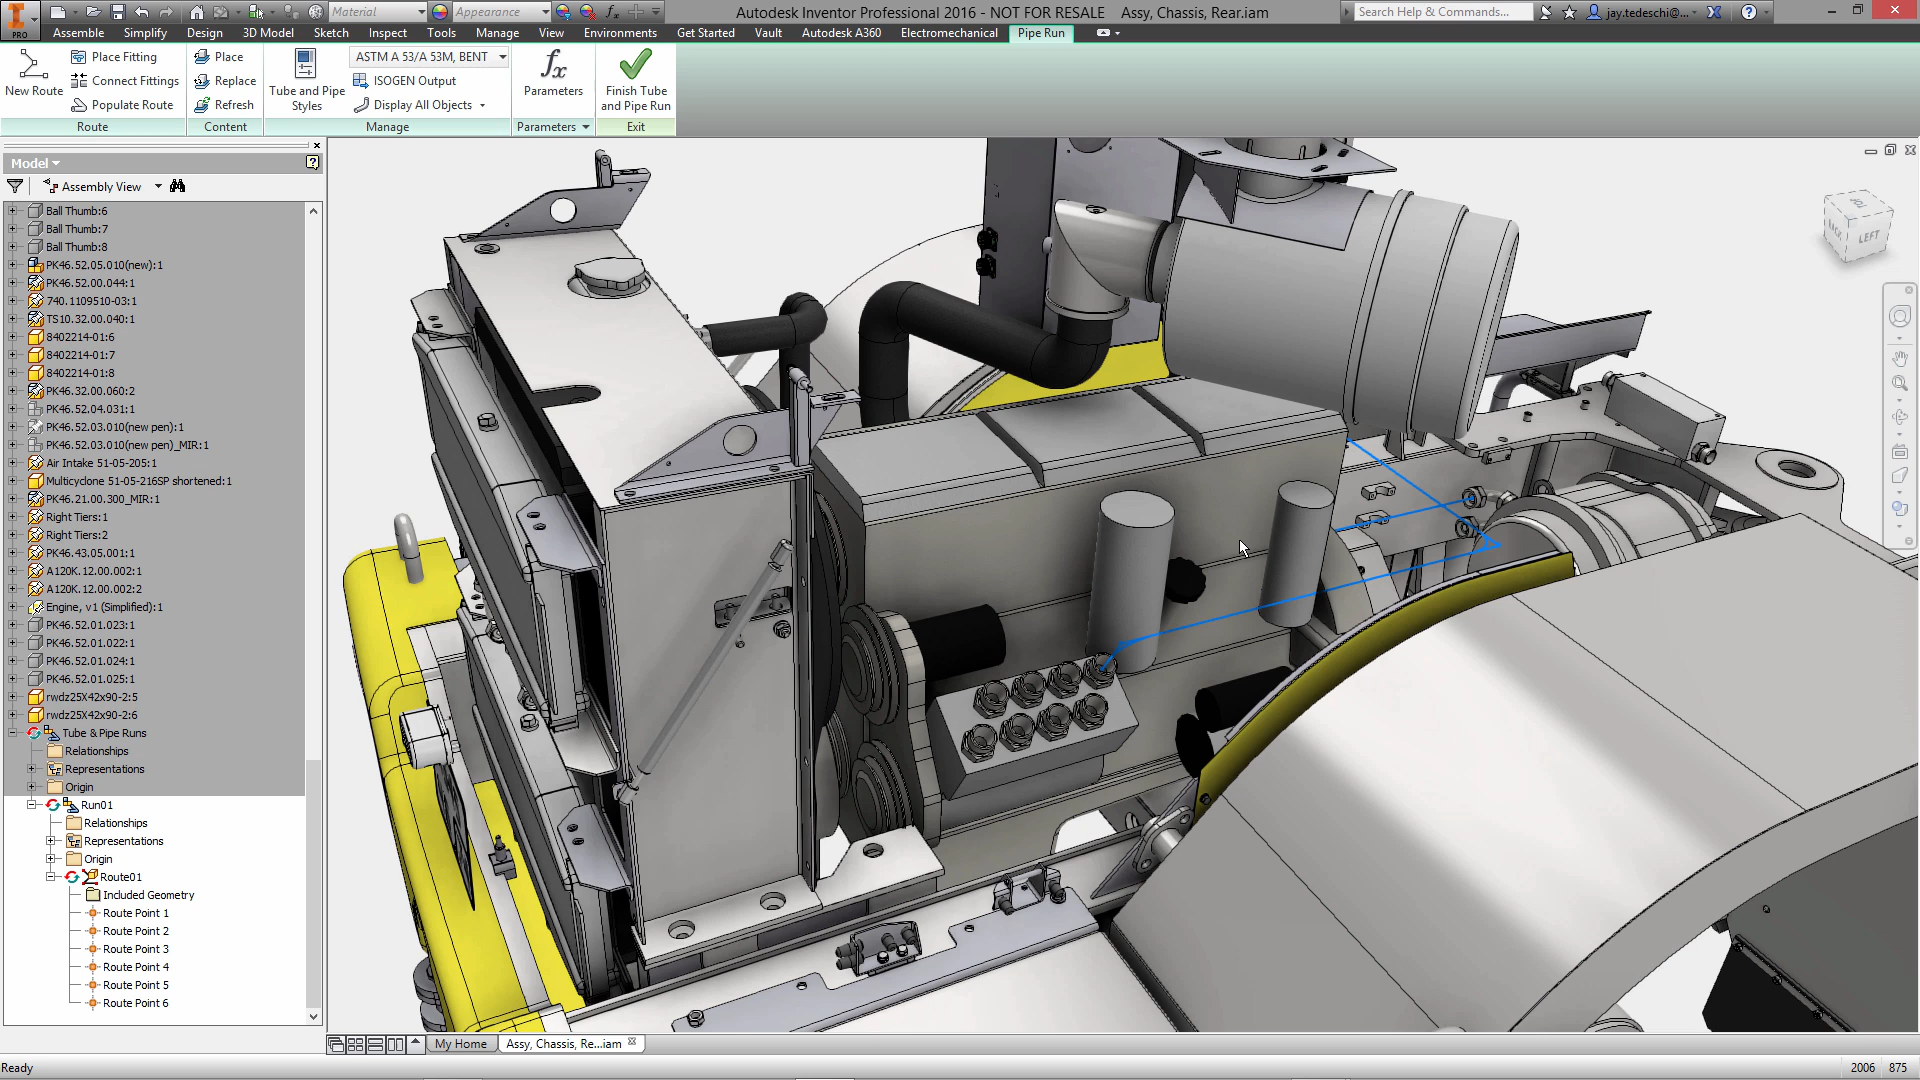 Material
Appearance
Autodesk Inventor Professional 2016 - NOT FOR RESALE Assy, Chassis, Rear.iam
Search Help & Commands...
jay.tedeschi@...
PRO
Assemble Simplify Design 3D Model Sketch Inspect Tools Manage View Environments Get Started Vault Autodesk A360 Electromechanical Pipe Run
New Route
Place Fitting
Connect Fittings
Populate Route
Route
Place
Replace
Refresh
Content
Tube and Pipe
Styles
ASTM A 53/A 53M, BENT
ISOGEN Output
Display All Objects
Manage
fx
Parameters
Parameters
Finish Tube
and Pipe Run
Exit
Model
Assembly View
Ball Thumb:6
Ball Thumb:7
Ball Thumb:8
PK46.52.05.010(new):1
PK46.52.00.044:1
740.1109510-03:1
TS10.32.00.040:1
8402214-01:6
8402214-01:7
8402214-01:8
PK46.32.00.060:2
PK46.52.04.031:1
PK46.52.03.010(new pen):1
PK46.52.03.010(new pen)_MIR:1
Air Intake 51-05-205:1
Multicyclone 51-05-216SP shortened:1
PK46.21.00.300_MIR:1
Right Tiers:1
Right Tiers:2
PK46.43.05.001:1
A120K.12.00.002:1
A120K.12.00.002:2
Engine, v1 (Simplified):1
PK46.52.01.023:1
PK46.52.01.022:1
PK46.52.01.024:1
PK46.52.01.025:1
rwdz25X42x90-2:5
rwdz25X42x90-2:6
Tube & Pipe Runs
Relationships
Representations
Origin
Run01
Relationships
Representations
Origin
Route01
Included Geometry
Route Point 1
Route Point 2
Route Point 3
Route Point 4
Route Point 5
Route Point 6
TOP
BACK
LEFT
My Home
Assy, Chassis, Re...iam
Ready
2006 875